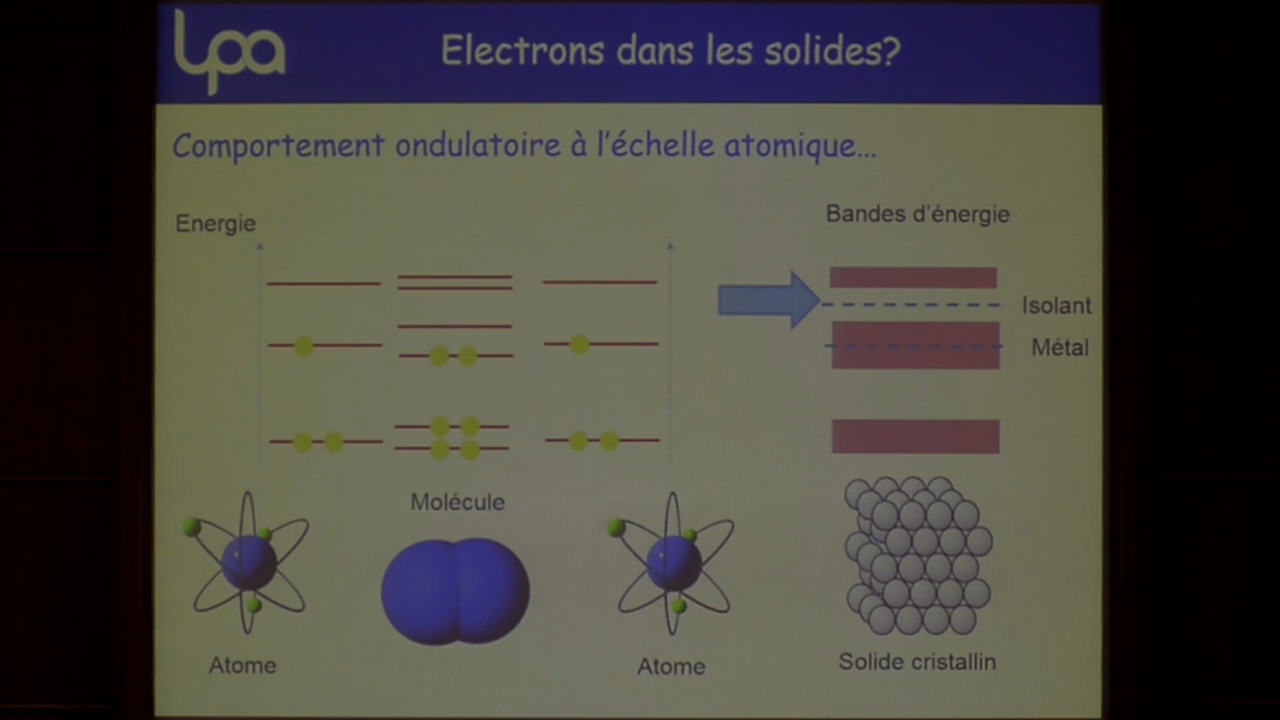 lpa
Electrons dans les solides?
Comportement ondulatoire à l'échelle atomique...
Energie
Bandes d'énergie
Isolant
Métal
Molécule
Atome
Atome
Solide cristallin